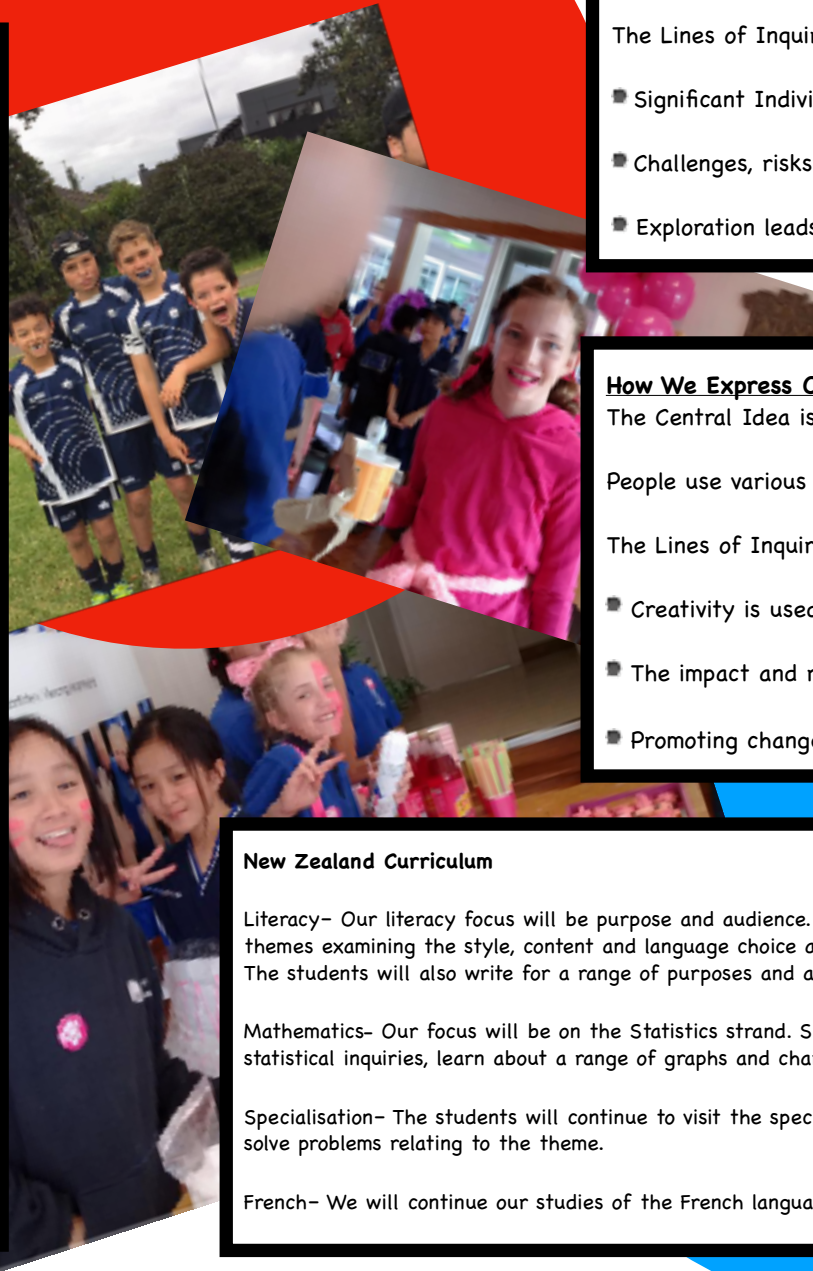 The Lines of Inquir
Significant Indivi
Challenges, risks
Exploration leads
How We Express O
The Central Idea is
People use various
The Lines of Inquir
Creativity is used
The impact and r
Promoting change
New Zealand Curriculum
Literacy- Our literacy focus will be purpose and audience.
themes examining the style, content and language choice a
The students will also write for a range of purposes and a
Mathematics- Our focus will be on the Statistics strand. S
statistical inquiries, learn about a range of graphs and cha
Specialisation- The students will continue to visit the spec
solve problems relating to the theme.
French- We will continue our studies of the French langua